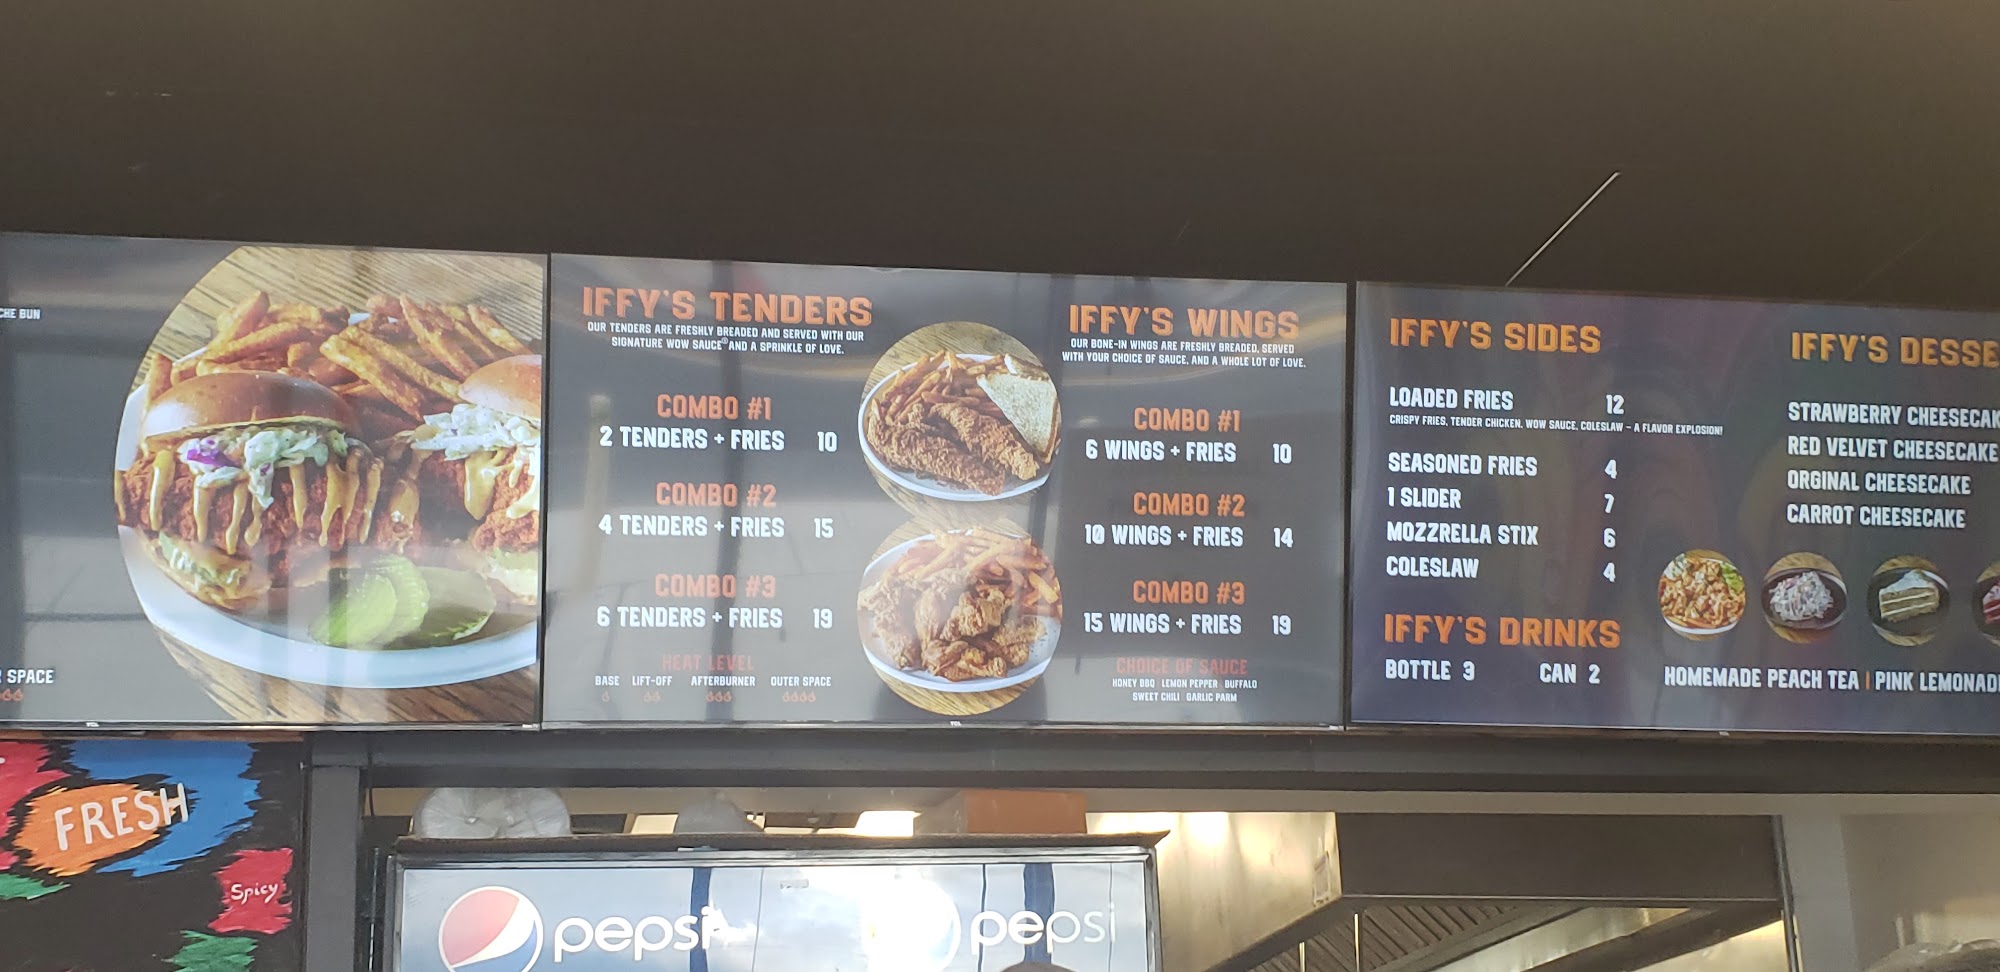 CHE BUN
SPACE
IFFY'S TENDERS
OUR TENDERS ARE FRESHLY BREADED AND SERVED WITH OUR
SIGNATURE WOW SAUCE® AND A SPRINKLE OF LOVE.
COMBO #1
2 TENDERS + FRIES 10
COMBO #2
4 TENDERS + FRIES 15
COMBO #3
6 TENDERS + FRIES 19
HEAT LEVEL
BASE LIFT-OFF AFTERBURNER OUTER SPACE
IFFY'S WINGS
OUR BONE-IN WINGS ARE FRESHLY BREADED, SERVED
WITH YOUR CHOICE OF SAUCE, AND A WHOLE LOT OF LOVE.
COMBO #1
6 WINGS + FRIES 10
COMBO #2
10 WINGS + FRIES 14
COMBO #3
15 WINGS + FRIES 19
CHOICE OF SAUCE
HONEY BBQ LEMON PEPPER BUFFALO
SWEET CHILI GARLIC PARM
IFFY'S SIDES
LOADED FRIES 12
CRISPY FRIES, TENDER CHICKEN, WOW SAUCE, COLESLAW - A FLAVOR EXPLOSION!
SEASONED FRIES 4
1 SLIDER 7
MOZZRELLA STIX 6
COLESLAW 4
IFFY'S DRINKS
BOTTLE 3 CAN 2
IFFY'S DESSE
STRAWBERRY CHEESECAK
RED VELVET CHEESECAKE
ORGINAL CHEESECAKE
CARROT CHEESECAKE
HOMEMADE PEACH TEA | PINK LEMONAD
FRESH
Spicy
pepsi
pepsi